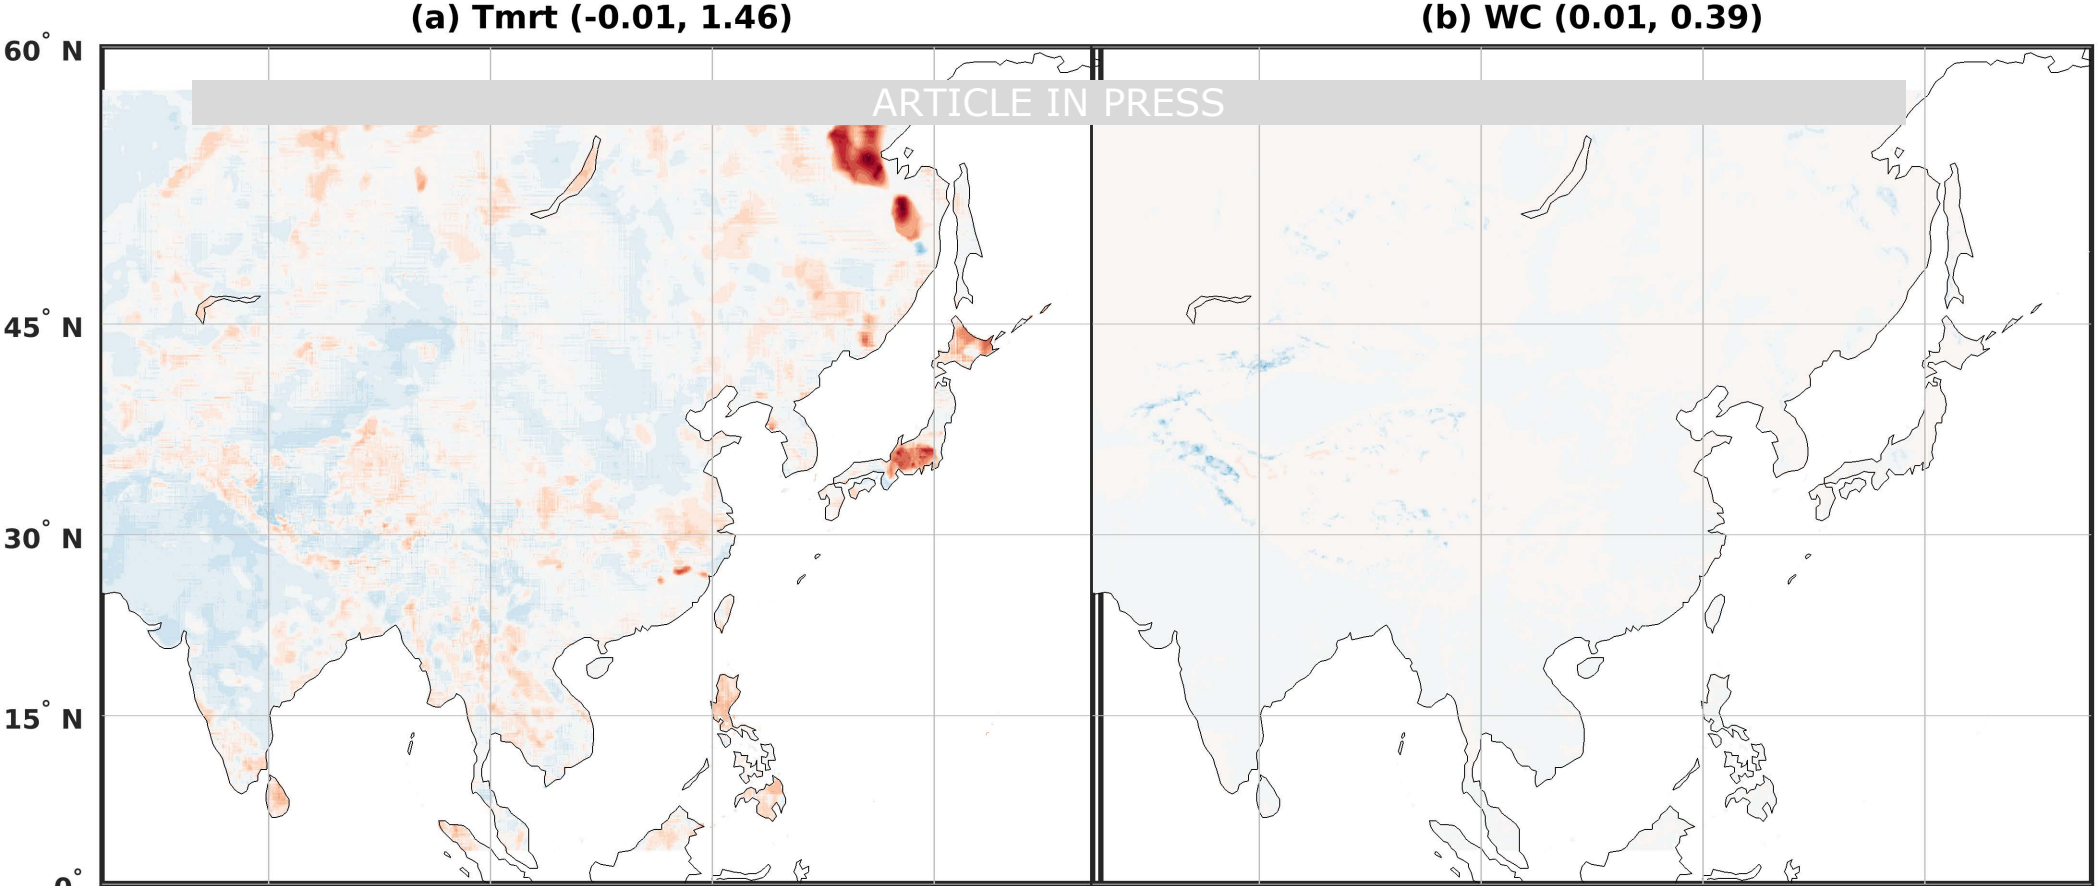 (a) Tmrt (-0.01, 1.46)
(b) WC (0.01, 0.39)
60° N
ARTICLE IN PRESS
45° N
30° N
15° N
0°